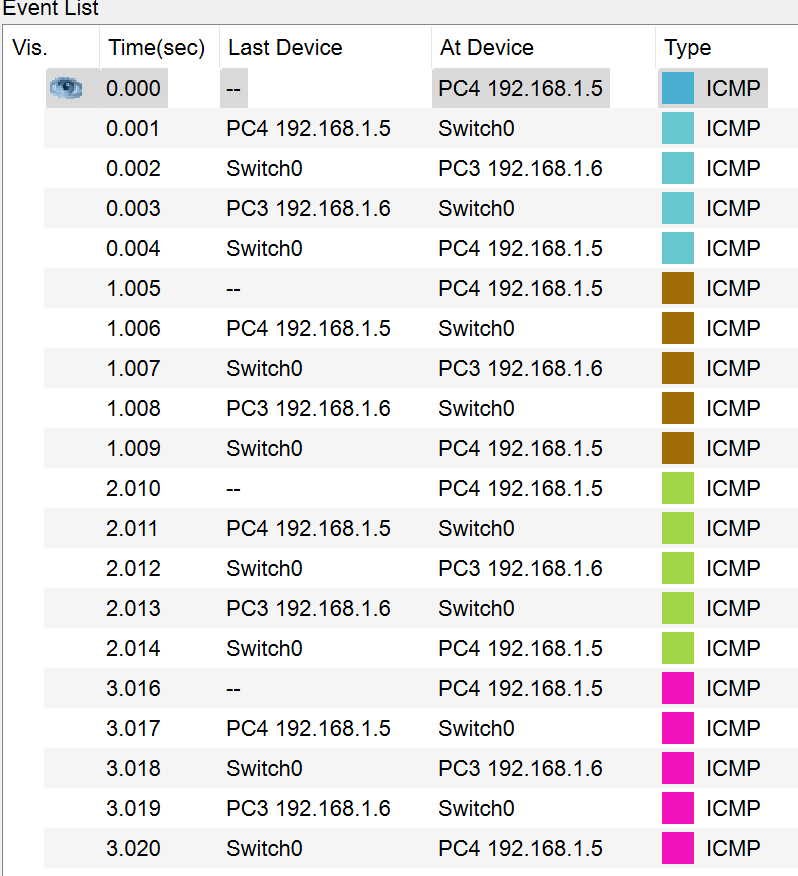 Event List
Vis. Time(sec) Last Device At Device Type
0.000 -- PC4 192.168.1.5 ICMP
0.001 PC4 192.168.1.5 Switch0 ICMP
0.002 Switch0 PC3 192.168.1.6 ICMP
0.003 PC3 192.168.1.6 Switch0 ICMP
0.004 Switch0 PC4 192.168.1.5 ICMP
1.005 -- PC4 192.168.1.5 ICMP
1.006 PC4 192.168.1.5 Switch0 ICMP
1.007 Switch0 PC3 192.168.1.6 ICMP
1.008 PC3 192.168.1.6 Switch0 ICMP
1.009 Switch0 PC4 192.168.1.5 ICMP
2.010 -- PC4 192.168.1.5 ICMP
2.011 PC4 192.168.1.5 Switch0 ICMP
2.012 Switch0 PC3 192.168.1.6 ICMP
2.013 PC3 192.168.1.6 Switch0 ICMP
2.014 Switch0 PC4 192.168.1.5 ICMP
3.016 -- PC4 192.168.1.5 ICMP
3.017 PC4 192.168.1.5 Switch0 ICMP
3.018 Switch0 PC3 192.168.1.6 ICMP
3.019 PC3 192.168.1.6 Switch0 ICMP
3.020 Switch0 PC4 192.168.1.5 ICMP